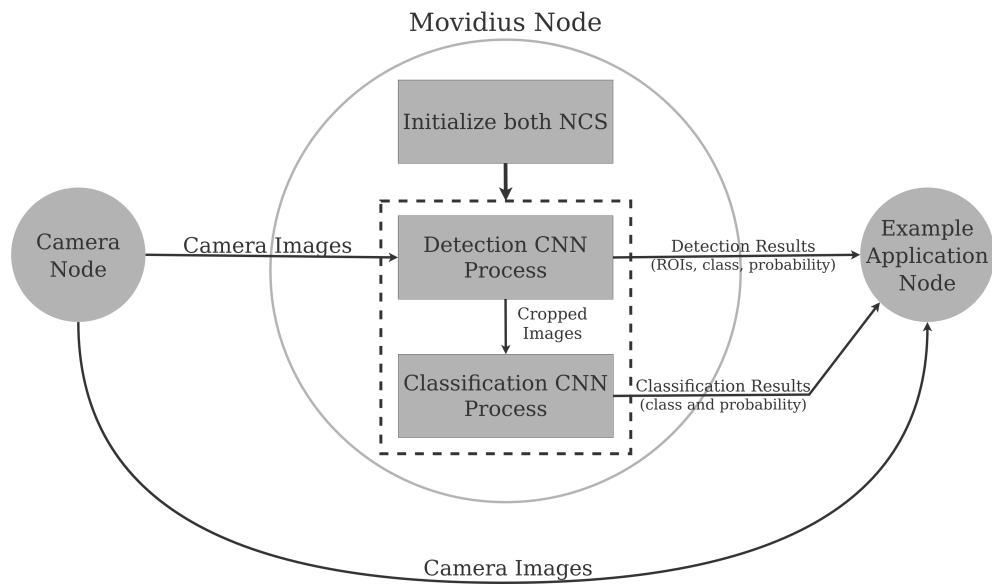 Movidius Node
Initialize both NCS
Camera
Node
Camera Images
Detection CNN
Process
Detection Results
(ROIs, class, probability)
Example
Application
Node
Cropped
Images
Classification CNN
Process
Classification Results
(class and probability)
Camera Images